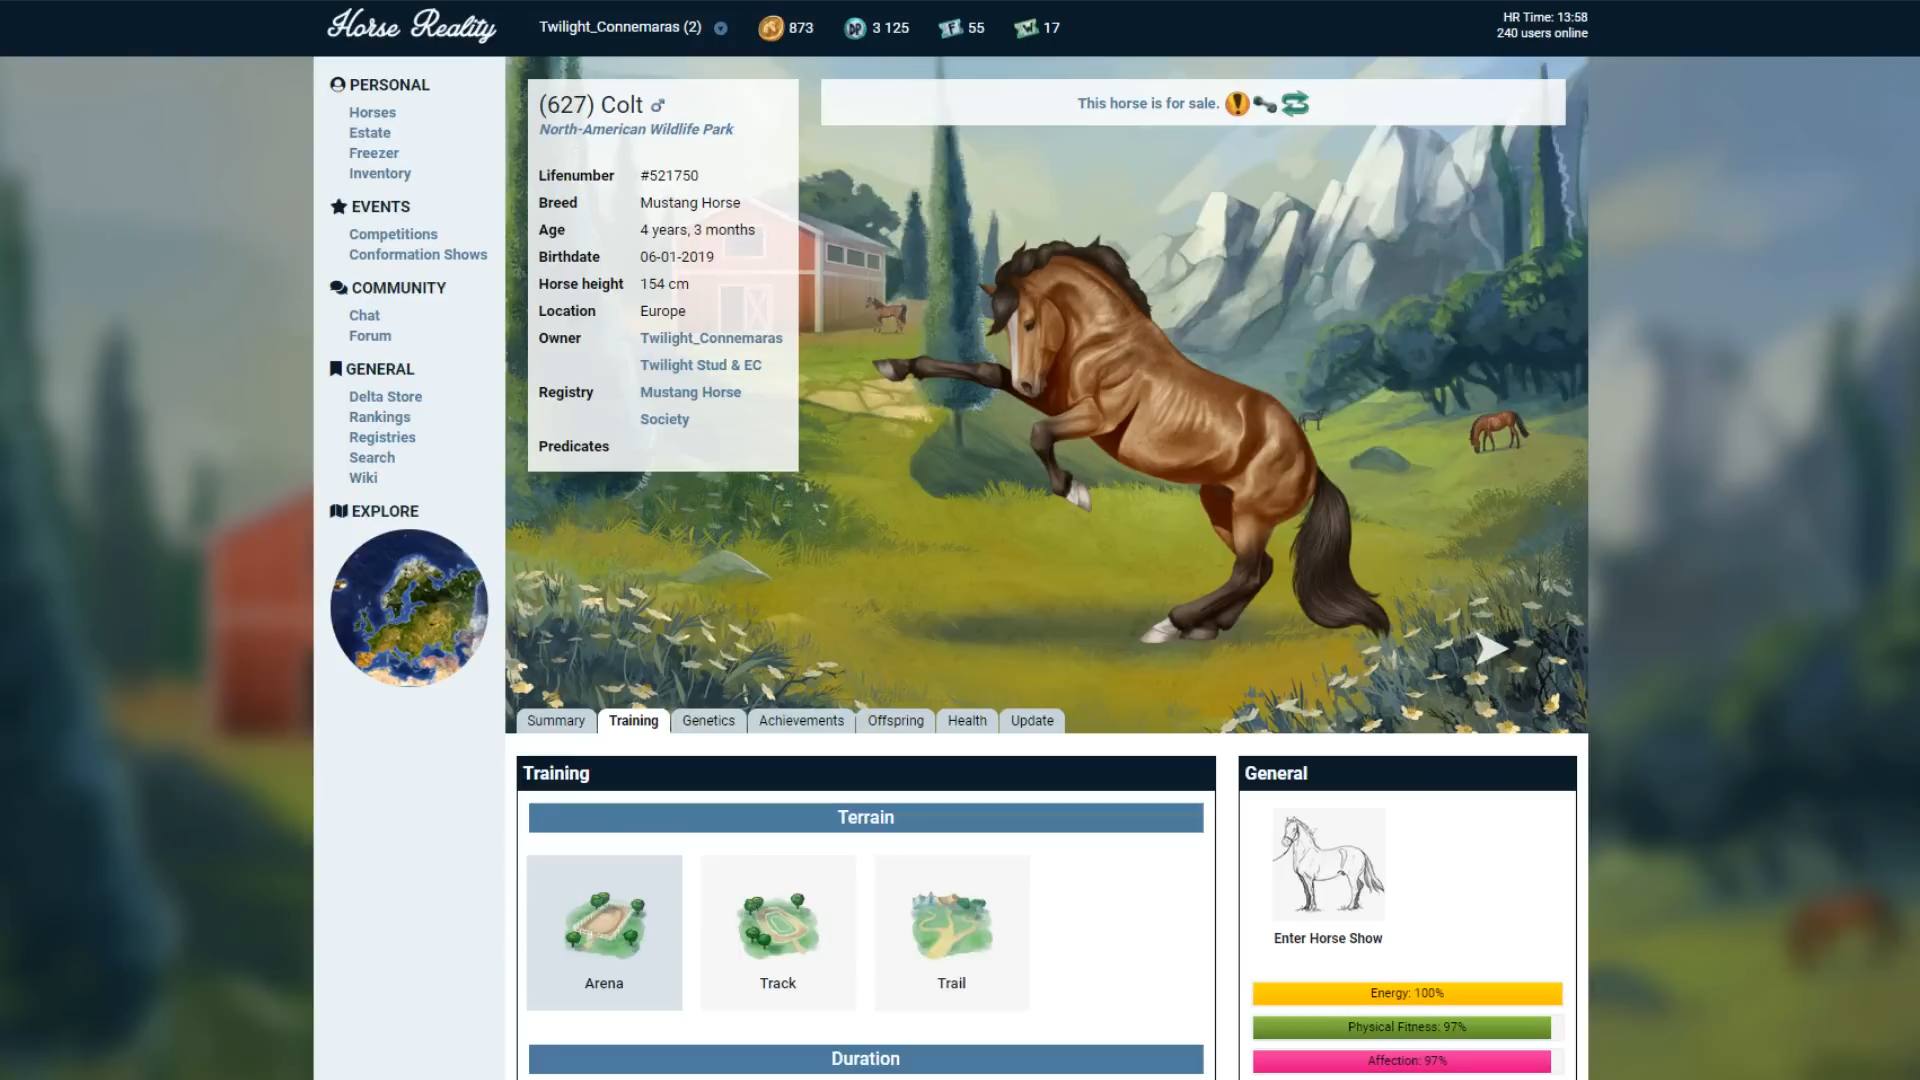 Horse Reality
Twilight_Connemaras (2)
873
3 125
55
17
HR Time: 13:58
240 users online
PERSONAL
Horses
Estate
Freezer
Inventory
EVENTS
Competitions
Conformation Shows
COMMUNITY
Chat
Forum
GENERAL
Delta Store
Rankings
Registries
Search
Wiki
EXPLORE
(627) Colt ♂
North-American Wildlife Park
Lifenumber #521750
Breed Mustang Horse
Age 4 years, 3 months
Birthdate 06-01-2019
Horse height 154 cm
Location Europe
Owner Twilight_Connemaras
Twilight Stud & EC
Registry Mustang Horse
Society
Predicates
This horse is for sale.
Summary
Training
Genetics
Achievements
Offspring
Health
Update
Training
Terrain
Arena
Track
Trail
Duration
General
Enter Horse Show
Energy: 100%
Physical Fitness: 97%
Affection: 97%